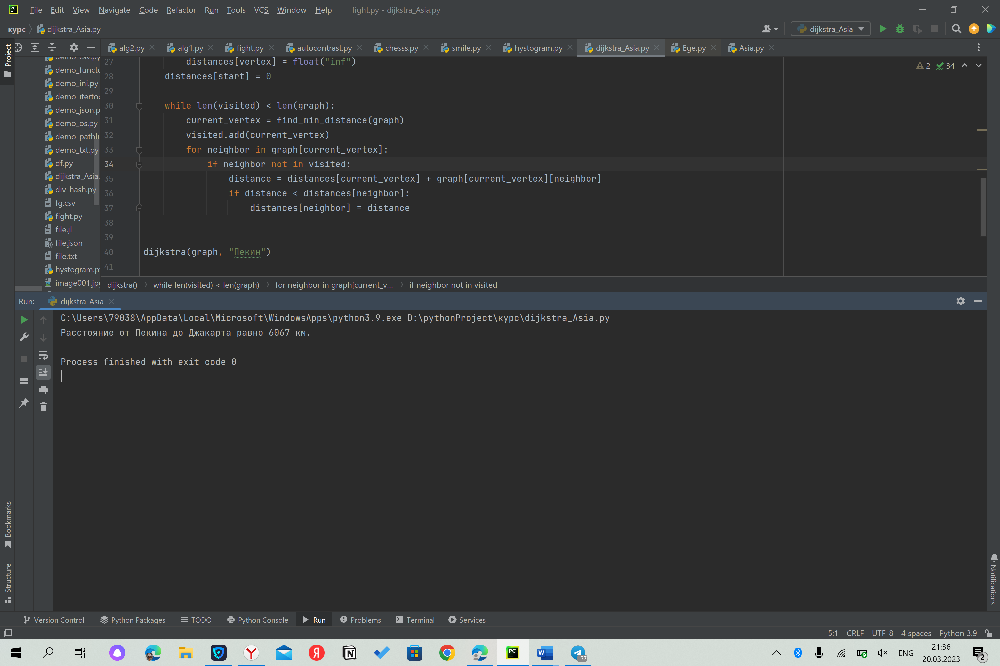 File Edit View Navigate Code Refactor Run Tools VCS Window Help fight.py - dijkstra_Asia.py
курс dijkstra_Asia.py dijkstra_Asia
alg2.py alg1.py fight.py autocontrast.py chesss.py smile.py hystogram.py dijkstra_Asia.py Ege.py Asia.py
Project
demo_csv.py
demo_functo
demo_ini.py
demo_itertoo
demo_json.p
demo_os.py
demo_pathli
demo_txt.py
df.py
dijkstra_Asia.
div_hash.py
fg.csv
fight.py
file.jl
file.json
file.txt
hystogram.py
image001.jpg
2 34
27 distances[vertex] = float("inf")
28 distances[start] = 0
29
30 while len(visited) < len(graph):
31 current_vertex = find_min_distance(graph)
32 visited.add(current_vertex)
33 for neighbor in graph[current_vertex]:
34 if neighbor not in visited:
35 distance = distances[current_vertex] + graph[current_vertex][neighbor]
36 if distance < distances[neighbor]:
37 distances[neighbor] = distance
38
39
40 dijkstra(graph, "Пекин")
41
dijkstra() while len(visited) < len(graph) for neighbor in graph[current_v... if neighbor not in visited
Run: dijkstra_Asia
C:\Users\79038\AppData\Local\Microsoft\WindowsApps\python3.9.exe D:\pythonProject\курс\dijkstra_Asia.py
Расстояние от Пекина до Джакарта равно 6067 км.
Process finished with exit code 0
Bookmarks
Structure
Notifications
Version Control Python Packages TODO Python Console Run Problems Terminal Services
5:1 CRLF UTF-8 4 spaces Python 3.9
ENG 21:36
20.03.2023
2
..37